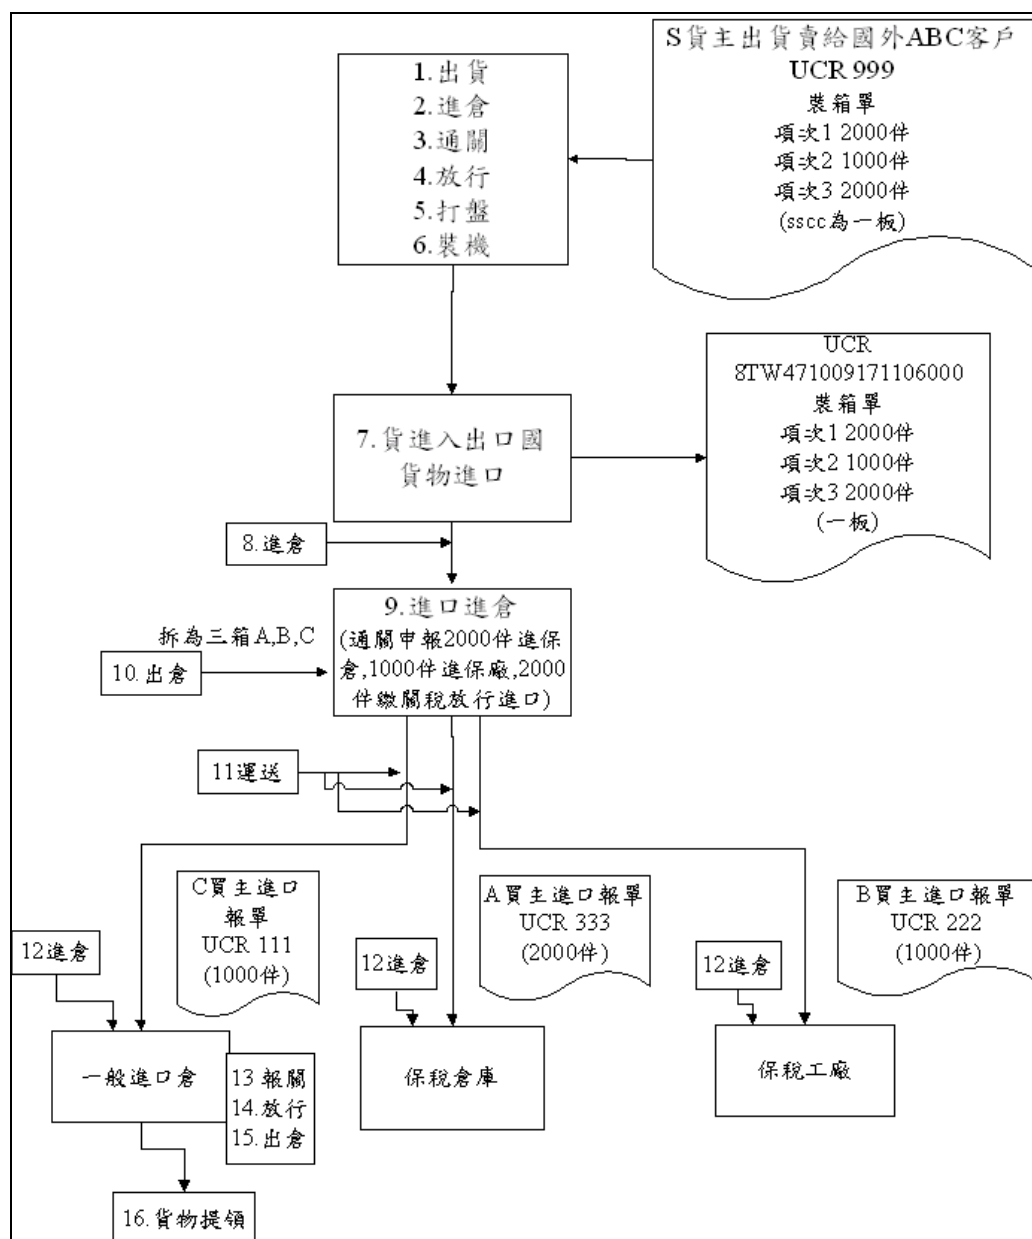 S貨主出貨賣給國外ABC客戶
UCR 999
裝箱單
項次1 2000件
項次2 1000件
項次3 2000件
(sscc為一板)
1.出貨
2.進倉
3.通關
4.放行
5.打盤
6.裝機
UCR
8TW471009171106000
裝箱單
項次1 2000件
項次2 1000件
項次3 2000件
(一板)
7.貨進入出口國
貨物進口
8.進倉
9.進口進倉
(通關申報2000件進保
倉,1000件進保廠,2000
件繳關稅放行進口)
拆為三箱A,B,C
10.出倉
11運送
C買主進口
報單
UCR 111
(1000件)
A買主進口報單
UCR 333
(2000件)
B買主進口報單
UCR 222
(1000件)
12進倉
12進倉
12進倉
一般進口倉
13報關
14.放行
15.出倉
保稅倉庫
保稅工廠
16.貨物提領